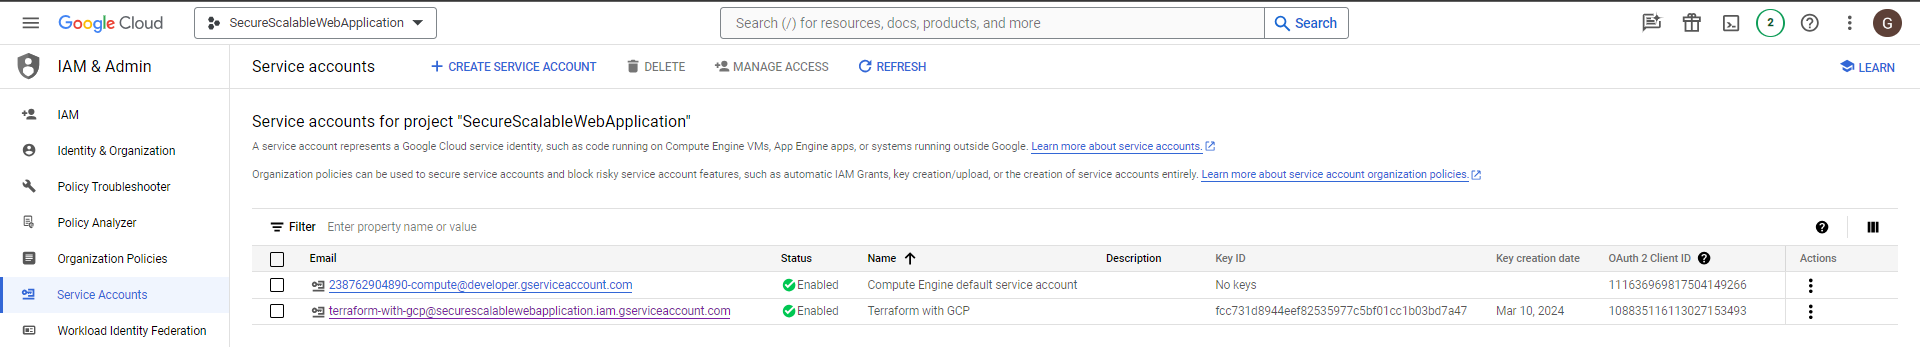 Google Cloud
SecureScalableWebApplication
Search (/) for resources, docs, products, and more
Search
2
G
IAM & Admin
Service accounts
CREATE SERVICE ACCOUNT
DELETE
MANAGE ACCESS
REFRESH
LEARN
IAM
Identity & Organization
Policy Troubleshooter
Policy Analyzer
Organization Policies
Service Accounts
Workload Identity Federation
Service accounts for project "SecureScalableWebApplication"
A service account represents a Google Cloud service identity, such as code running on Compute Engine VMs, App Engine apps, or systems running outside Google. Learn more about service accounts.
Organization policies can be used to secure service accounts and block risky service account features, such as automatic IAM Grants, key creation/upload, or the creation of service accounts entirely. Learn more about service account organization policies.
Filter Enter property name or value
Email Status Name Description Key ID Key creation date OAuth 2 Client ID Actions
238762904890-compute@developer.gserviceaccount.com Enabled Compute Engine default service account No keys 111636969817504149266
terraform-with-gcp@securescalablewebapplication.iam.gserviceaccount.com Enabled Terraform with GCP fcc731d8944eef82535977c5bf01cc1b03bd7a47 Mar 10, 2024 108835116113027153493